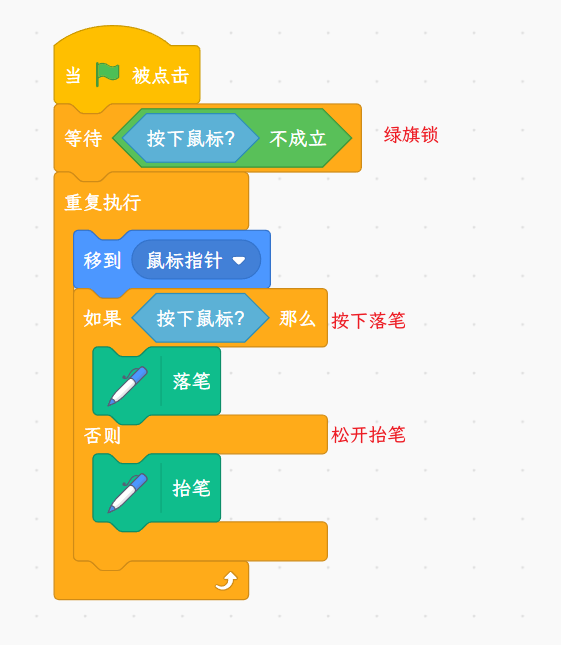 当 被点击
等待 按下鼠标? 不成立 绿旗锁
重复执行
移到 鼠标指针
如果 按下鼠标? 那么 按下落笔
落笔
否则 松开抬笔
抬笔